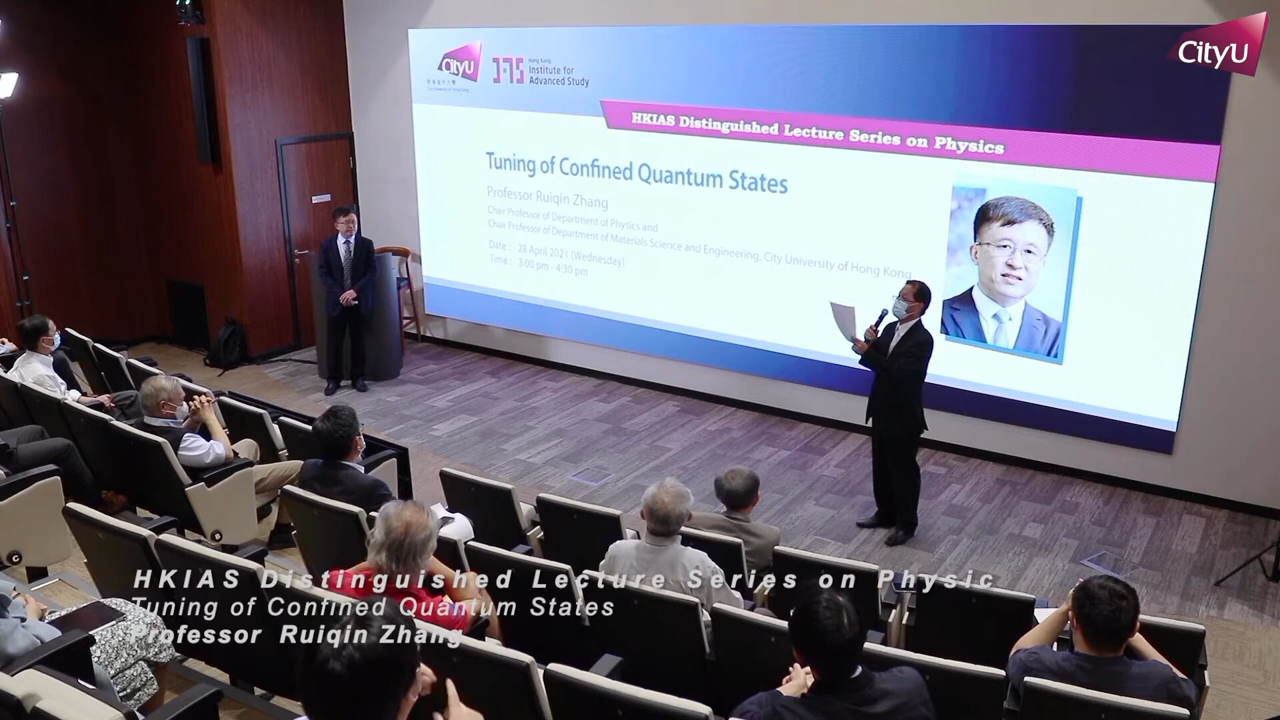 CityU
CityU
Hong Kong
Institute for
Advanced Study
HKIAS Distinguished Lecture Series on Physics
Tuning of Confined Quantum States
Professor Ruiqin Zhang
Chair Professor of Department of Physics and
Chair Professor of Department of Materials Science and Engineering, City University of Hong Kong
Date : 28 April 2021 (Wednesday)
Time : 3:00 pm - 4:30 pm
HKIAS Distinguished Lecture Series on Physic
Tuning of Confined Quantum States
Professor Ruiqin Zhang